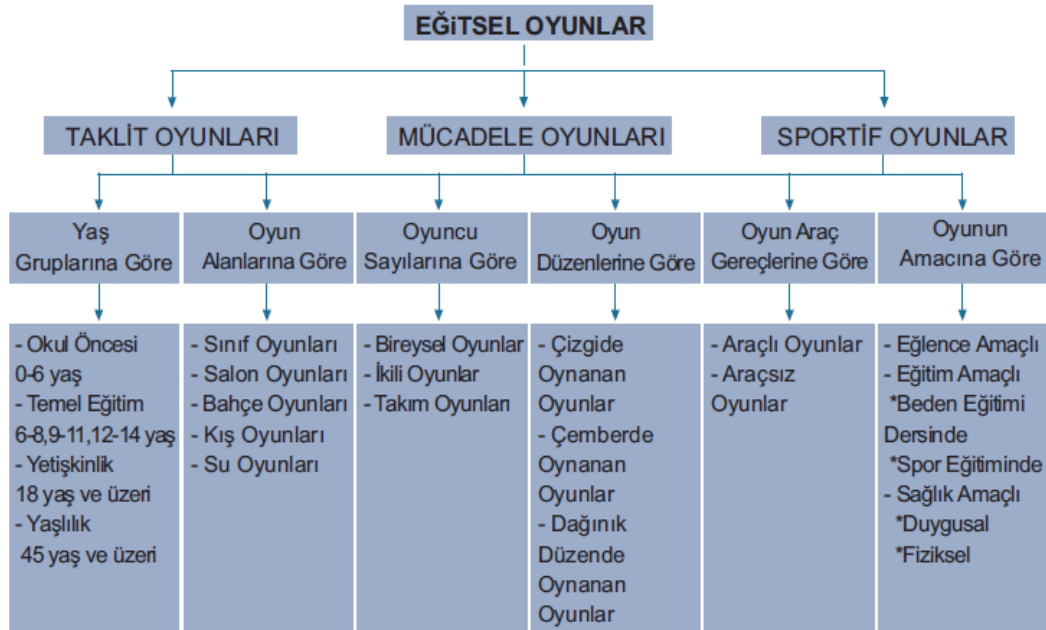 EĞİTSEL OYUNLAR
TAKLİT OYUNLARI
MÜCADELE OYUNLARI
SPORTİF OYUNLAR
Yaş
Gruplarına Göre
Oyun
Alanlarına Göre
Oyuncu
Sayılarına Göre
Oyun
Düzenlerine Göre
Oyun Araç
Gereçlerine Göre
Oyunun
Amacına Göre
- Okul Öncesi
0-6 yaş
- Temel Eğitim
6-8,9-11,12-14 yaş
- Yetişkinlik
18 yaş ve üzeri
- Yaşlılık
45 yaş ve üzeri
- Sınıf Oyunları
- Salon Oyunları
- Bahçe Oyunları
- Kış Oyunları
- Su Oyunları
- Bireysel Oyunlar
- İkili Oyunlar
- Takım Oyunları
- Çizgide
Oynanan
Oyunlar
- Çemberde
Oynanan
Oyunlar
- Dağınık
Düzende
Oynanan
Oyunlar
- Araçlı Oyunlar
- Araçsız
Oyunlar
- Eğlence Amaçlı
- Eğitim Amaçlı
*Beden Eğitimi
Dersinde
*Spor Eğitiminde
- Sağlık Amaçlı
*Duygusal
*Fiziksel